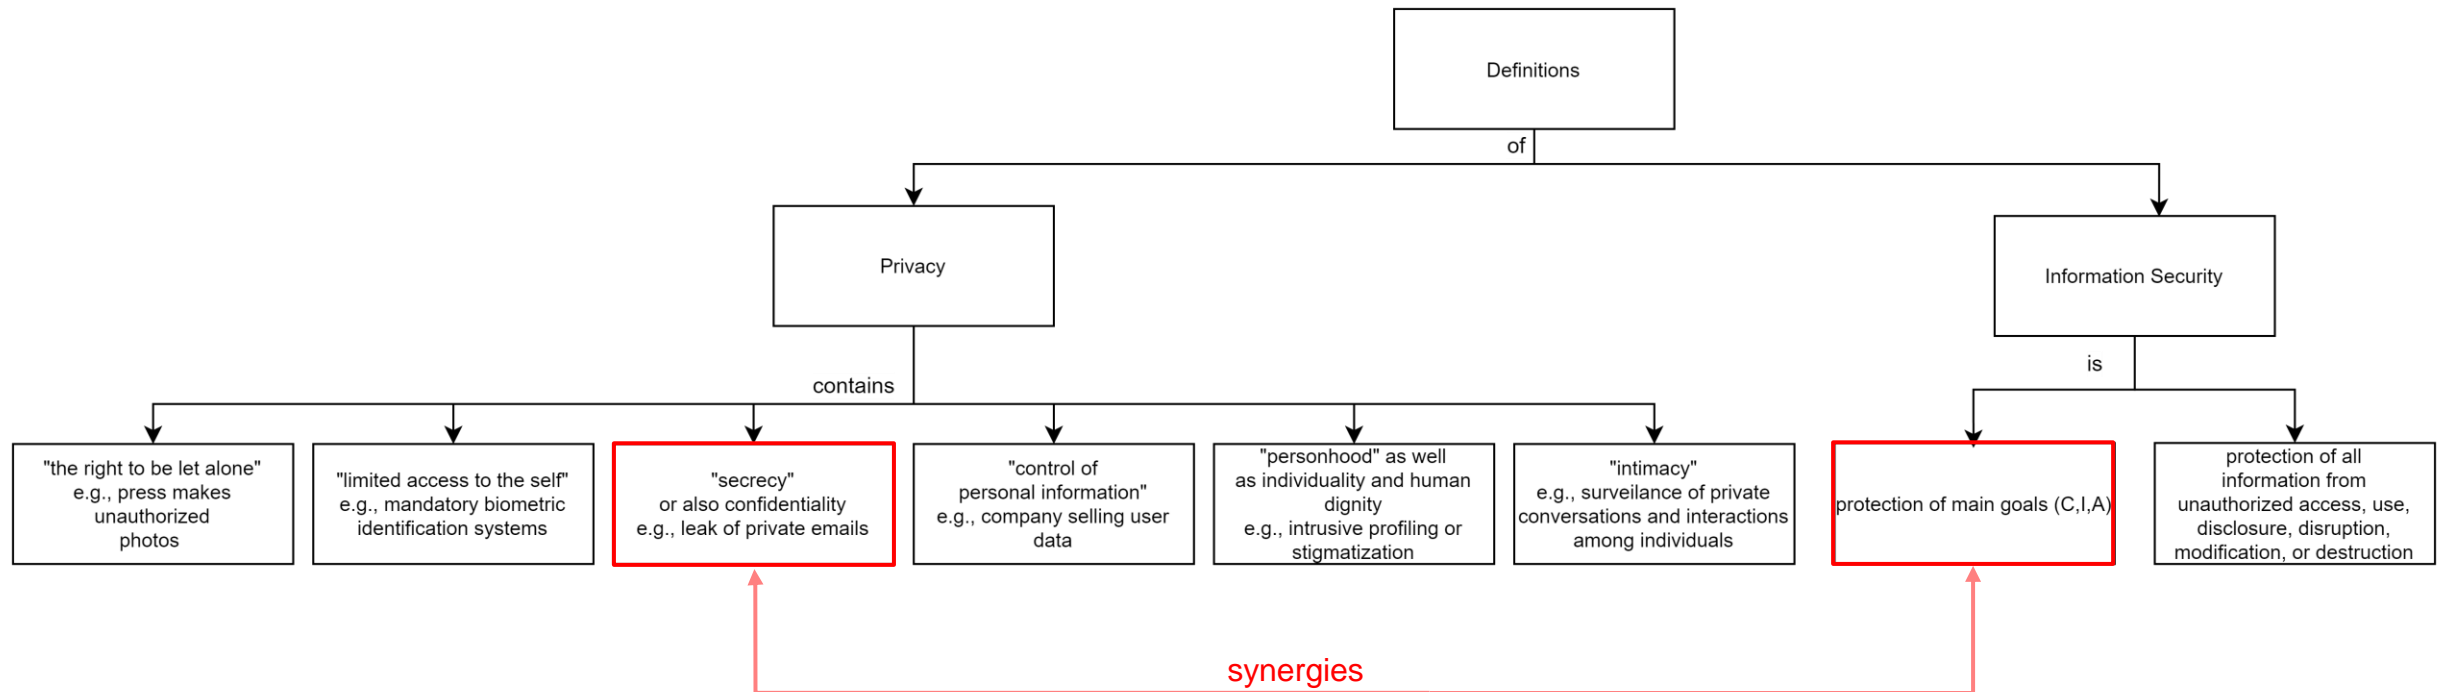 Definitions
of
Privacy
Information Security
contains
is
"the right to be let alone"
e.g., press makes
unauthorized
photos
"limited access to the self"
e.g., mandatory biometric
identification systems
"secrecy"
or also confidentiality
e.g., leak of private emails
"control of
personal information"
e.g., company selling user
data
"personhood" as well
as individuality and human
dignity
e.g., intrusive profiling or
stigmatization
"intimacy"
e.g., surveilance of private
conversations and interactions
among individuals
protection of main goals (C,I,A)
protection of all
information from
unauthorized access, use,
disclosure, disruption,
modification, or destruction
synergies